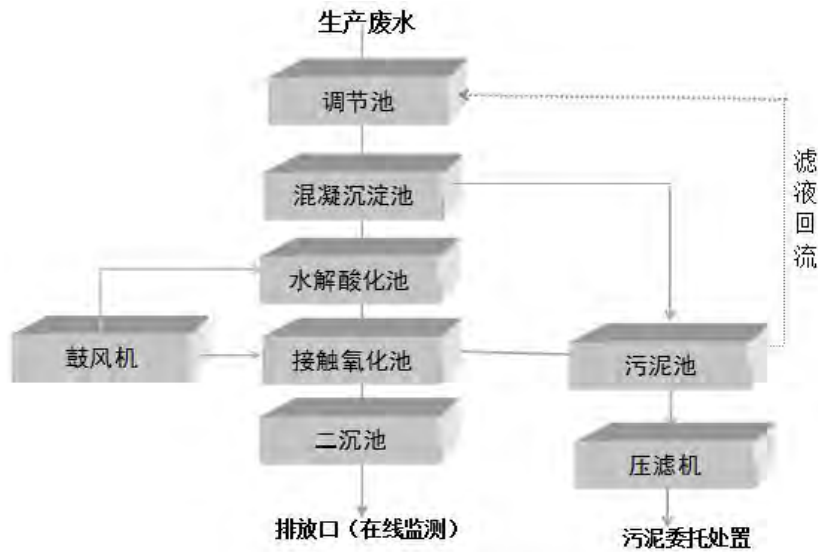 生产废水
调节池
混凝沉淀池
水解酸化池
鼓风机
接触氧化池
二沉池
排放口（在线监测）
滤液回流
污泥池
压滤机
污泥委托处置